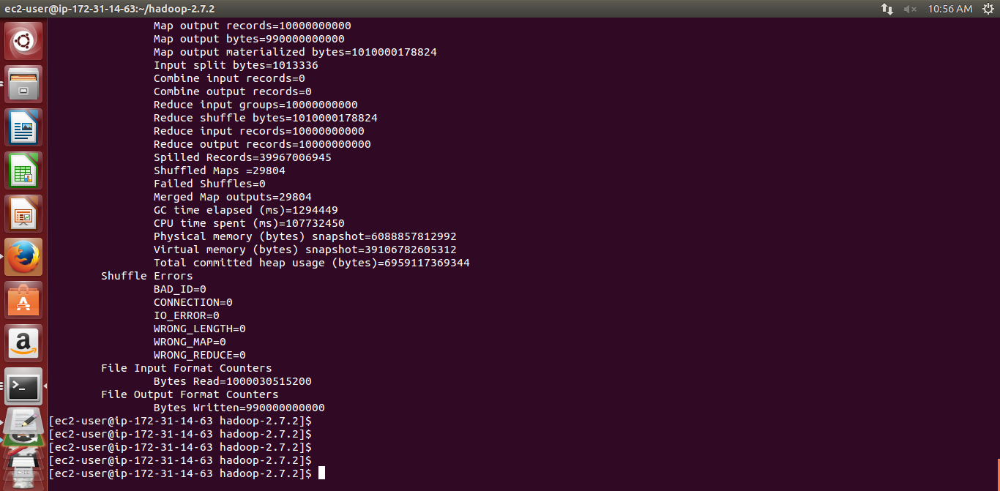 ec2-user@ip-172-31-14-63:~/hadoop-2.7.2
10:56 AM
Map output records=10000000000
Map output bytes=990000000000
Map output materialized bytes=1010000178824
Input split bytes=1013336
Combine input records=0
Combine output records=0
Reduce input groups=10000000000
Reduce shuffle bytes=1010000178824
Reduce input records=10000000000
Reduce output records=10000000000
Spilled Records=39967006945
Shuffled Maps =29804
Failed Shuffles=0
Merged Map outputs=29804
GC time elapsed (ms)=1294449
CPU time spent (ms)=107732450
Physical memory (bytes) snapshot=6088857812992
Virtual memory (bytes) snapshot=39106782605312
Total committed heap usage (bytes)=6959117369344
Shuffle Errors
BAD_ID=0
CONNECTION=0
IO_ERROR=0
WRONG_LENGTH=0
WRONG_MAP=0
WRONG_REDUCE=0
File Input Format Counters
Bytes Read=1000030515200
File Output Format Counters
Bytes Written=990000000000
[ec2-user@ip-172-31-14-63 hadoop-2.7.2]$
[ec2-user@ip-172-31-14-63 hadoop-2.7.2]$
[ec2-user@ip-172-31-14-63 hadoop-2.7.2]$
[ec2-user@ip-172-31-14-63 hadoop-2.7.2]$
[ec2-user@ip-172-31-14-63 hadoop-2.7.2]$